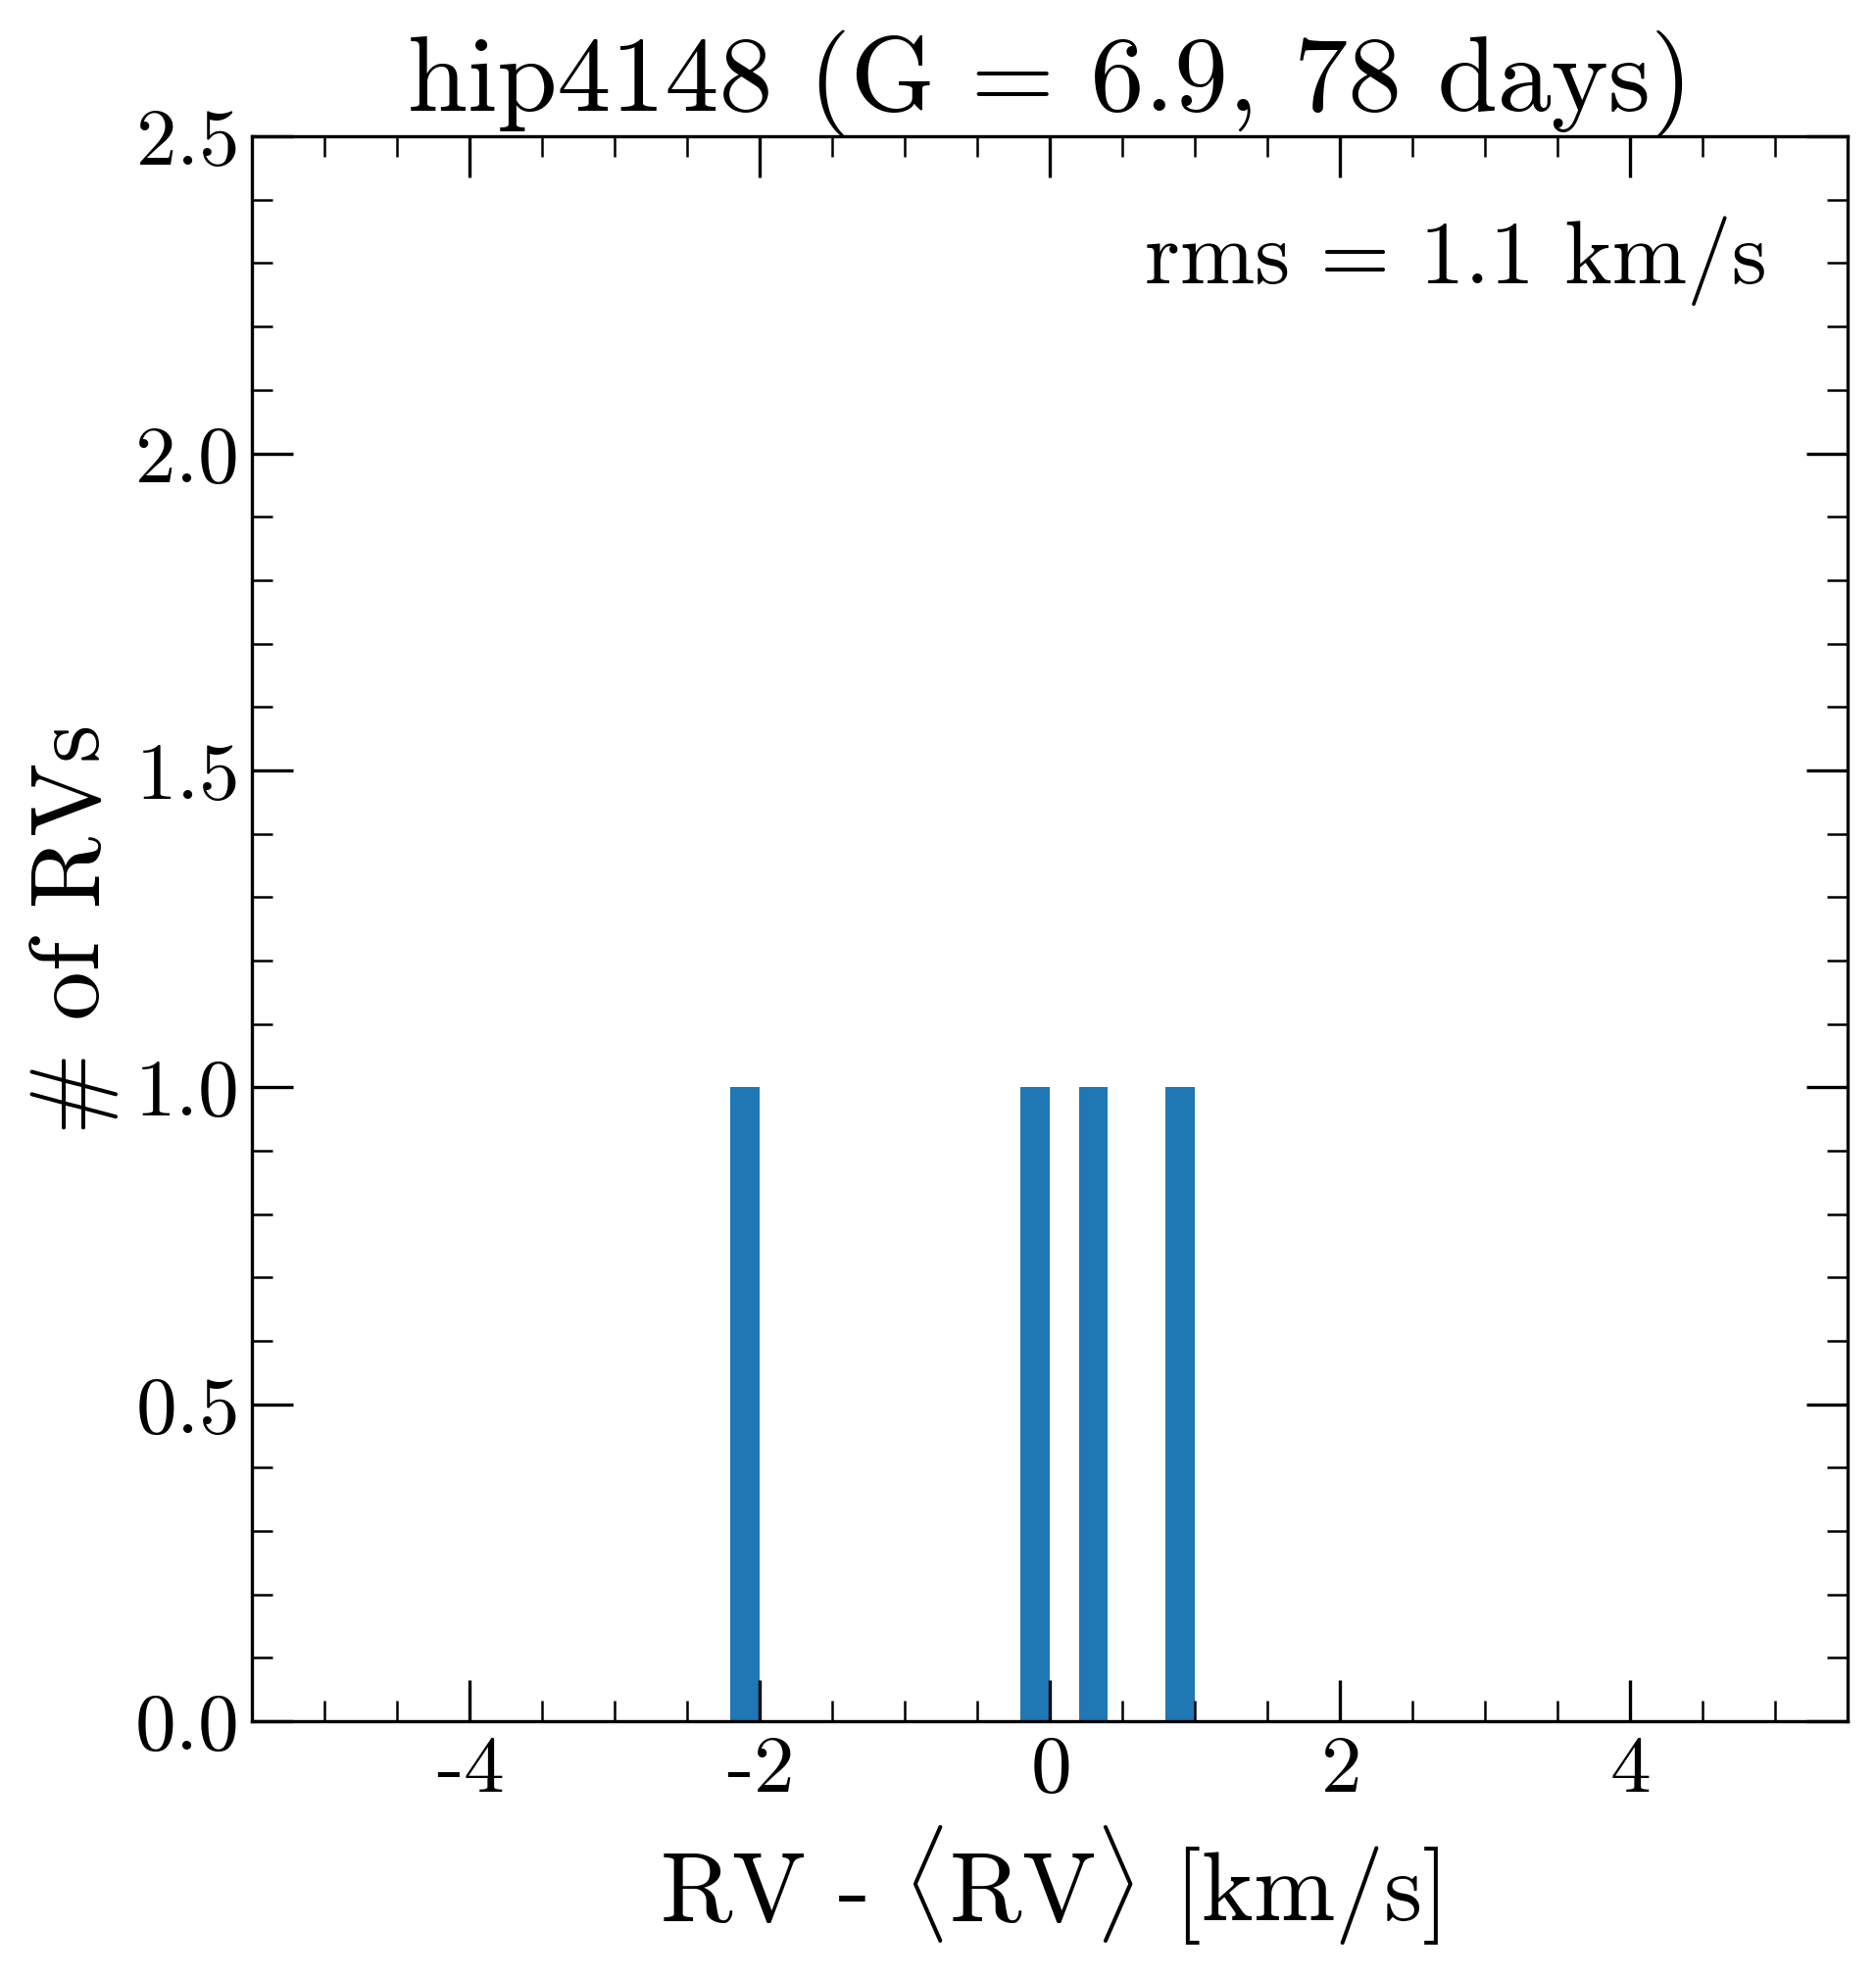 hip4148 (G = 6.9, 78 days)
rms = 1.1 km/s
# of RVs
2.5
2.0
1.5
1.0
0.5
0.0
-4 -2 0 2 4
RV - ⟨RV⟩ [km/s]